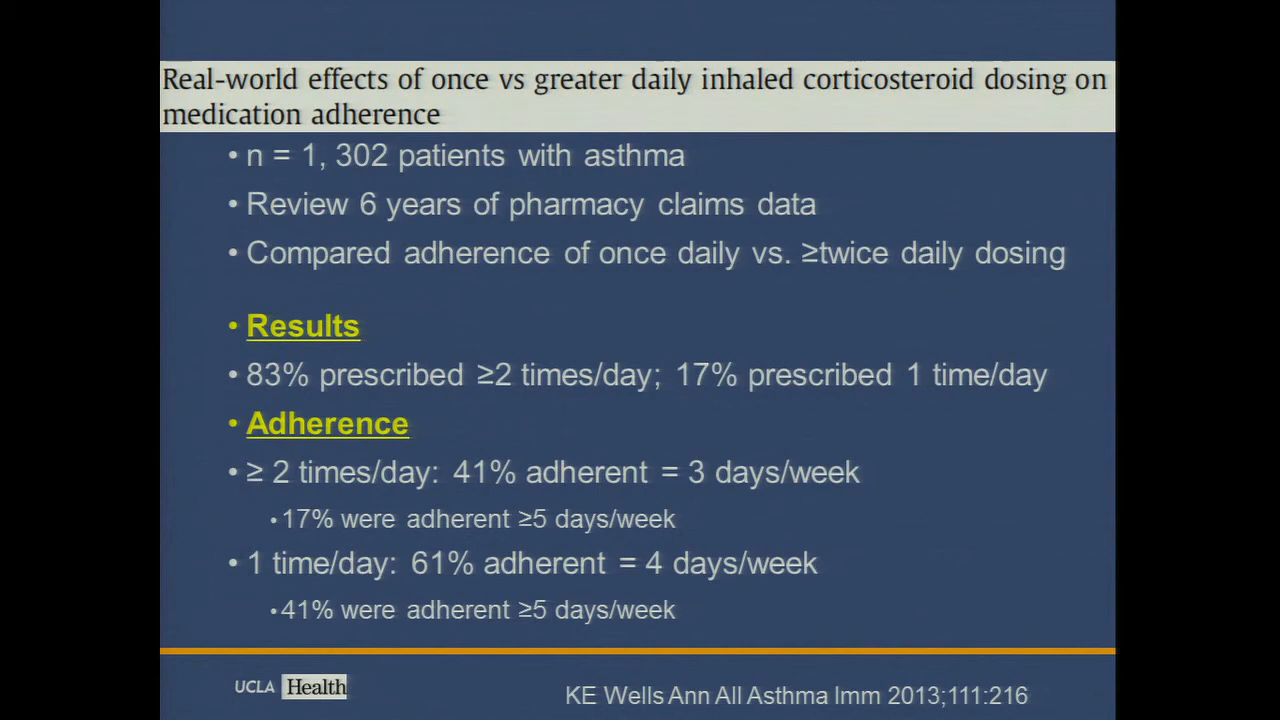 Real-world effects of once vs greater daily inhaled corticosteroid dosing on
medication adherence
• n = 1, 302 patients with asthma
• Review 6 years of pharmacy claims data
• Compared adherence of once daily vs. ≥twice daily dosing
• Results
• 83% prescribed ≥2 times/day; 17% prescribed 1 time/day
• Adherence
• ≥ 2 times/day: 41% adherent = 3 days/week
• 17% were adherent ≥5 days/week
• 1 time/day: 61% adherent = 4 days/week
• 41% were adherent ≥5 days/week
UCLA Health
KE Wells Ann All Asthma Imm 2013;111:216